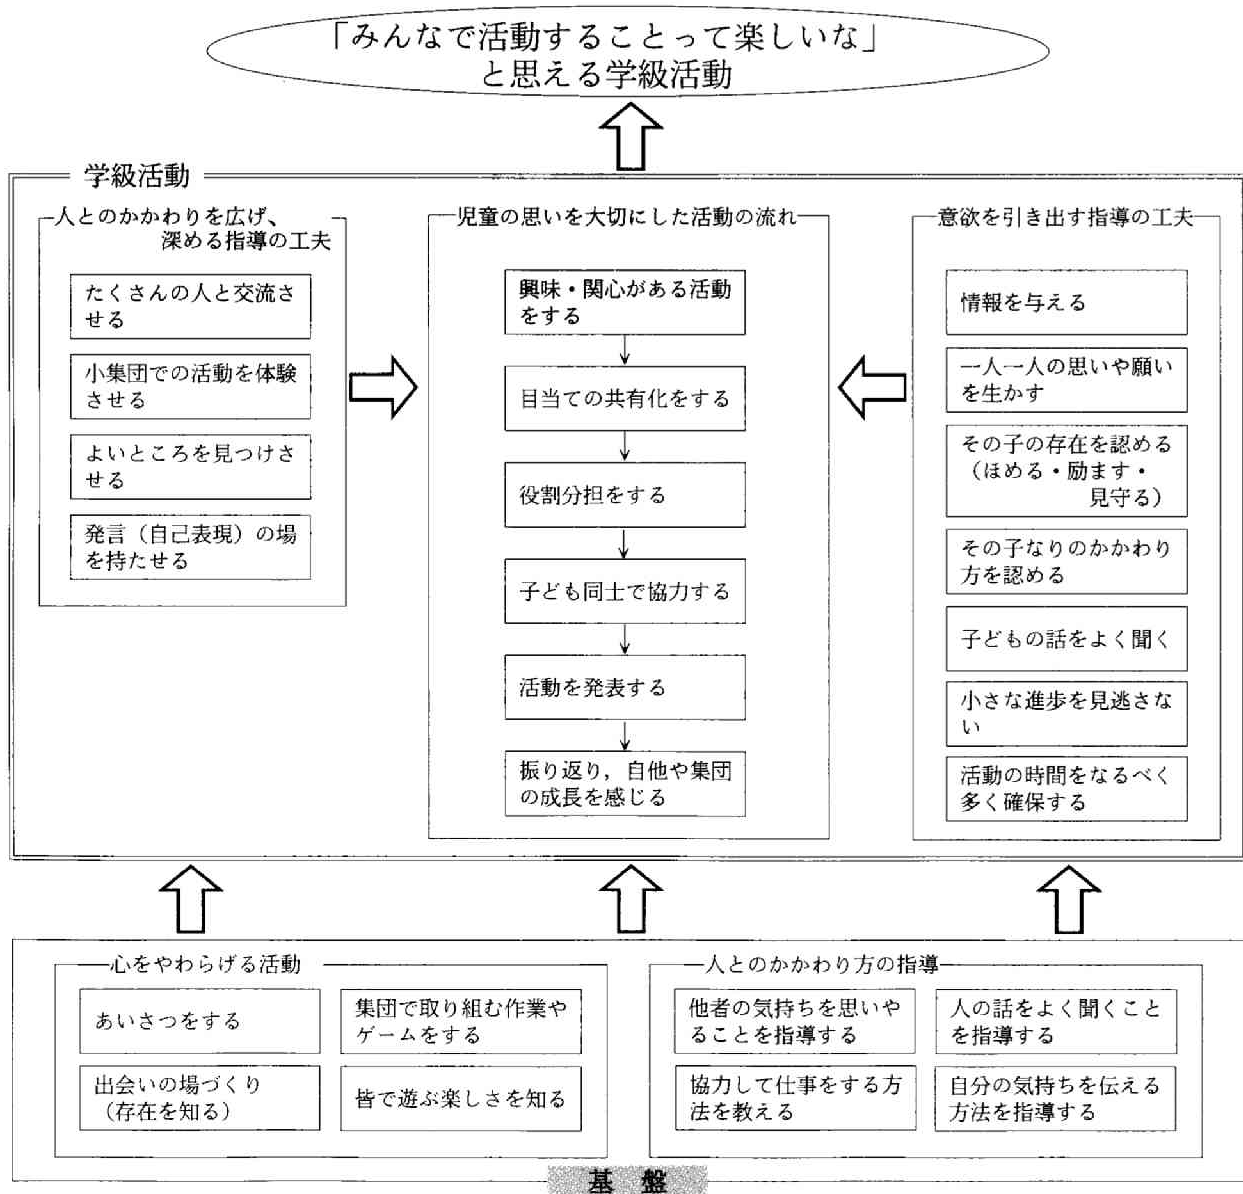 「みんなで活動することって楽しいな」
と思える学級活動
学級活動
人とのかかわりを広げ、
深める指導の工夫
たくさんの人と交流さ
せる
小集団での活動を体験
させる
よいところを見つけさ
せる
発言（自己表現）の場
を持たせる
児童の思いを大切にした活動の流れ
興味・関心がある活動
をする
目当ての共有化をする
役割分担をする
子ども同士で協力する
活動を発表する
振り返り，自他や集団
の成長を感じる
意欲を引き出す指導の工夫
情報を与える
一人一人の思いや願い
を生かす
その子の存在を認める
（ほめる・励ます・
見守る）
その子なりのかかわり
方を認める
子どもの話をよく聞く
小さな進歩を見逃さな
い
活動の時間をなるべく
多く確保する
心をやわらげる活動
あいさつをする
集団で取り組む作業や
ゲームをする
出会いの場づくり
（存在を知る）
皆で遊ぶ楽しさを知る
人とのかかわり方の指導
他者の気持ちを思いや
ることを指導する
人の話をよく聞くこと
を指導する
協力して仕事をする方
法を教える
自分の気持ちを伝える
方法を指導する
基　盤